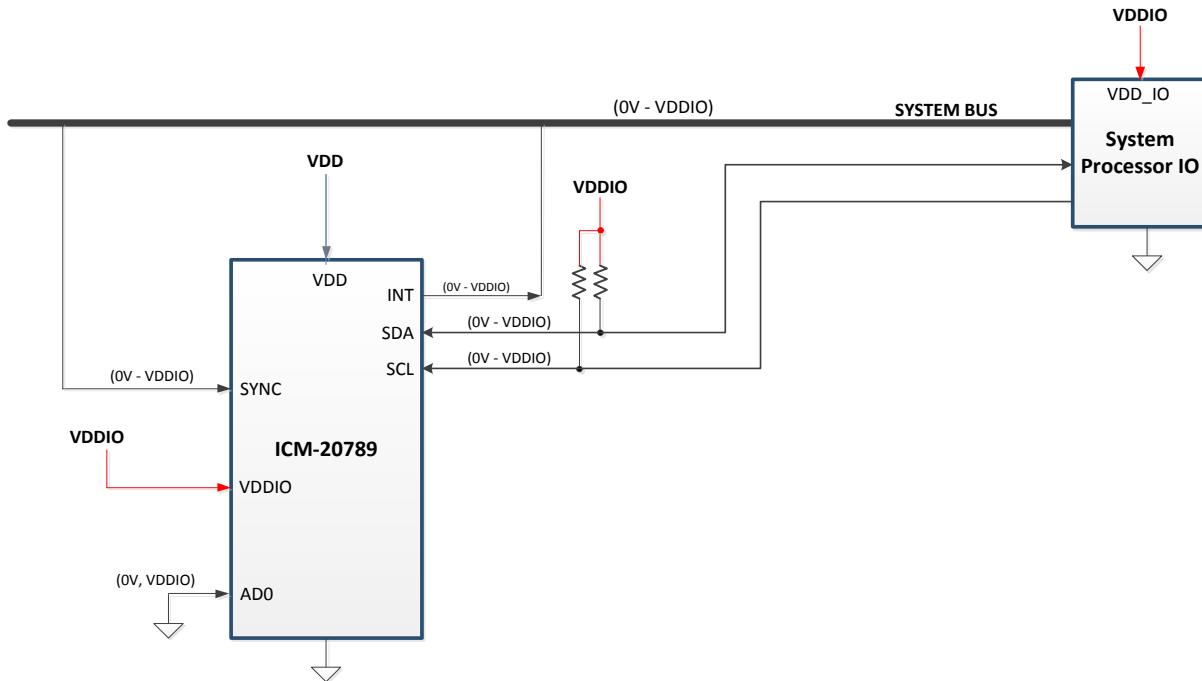 VDDIO
VDD_IO
System
Processor IO
(0V - VDDIO)
SYSTEM BUS
VDD
VDDIO
VDD
INT
(0V - VDDIO)
SDA
(0V - VDDIO)
SCL
(0V - VDDIO)
(0V - VDDIO)
SYNC
VDDIO
ICM-20789
VDDIO
(0V, VDDIO)
AD0